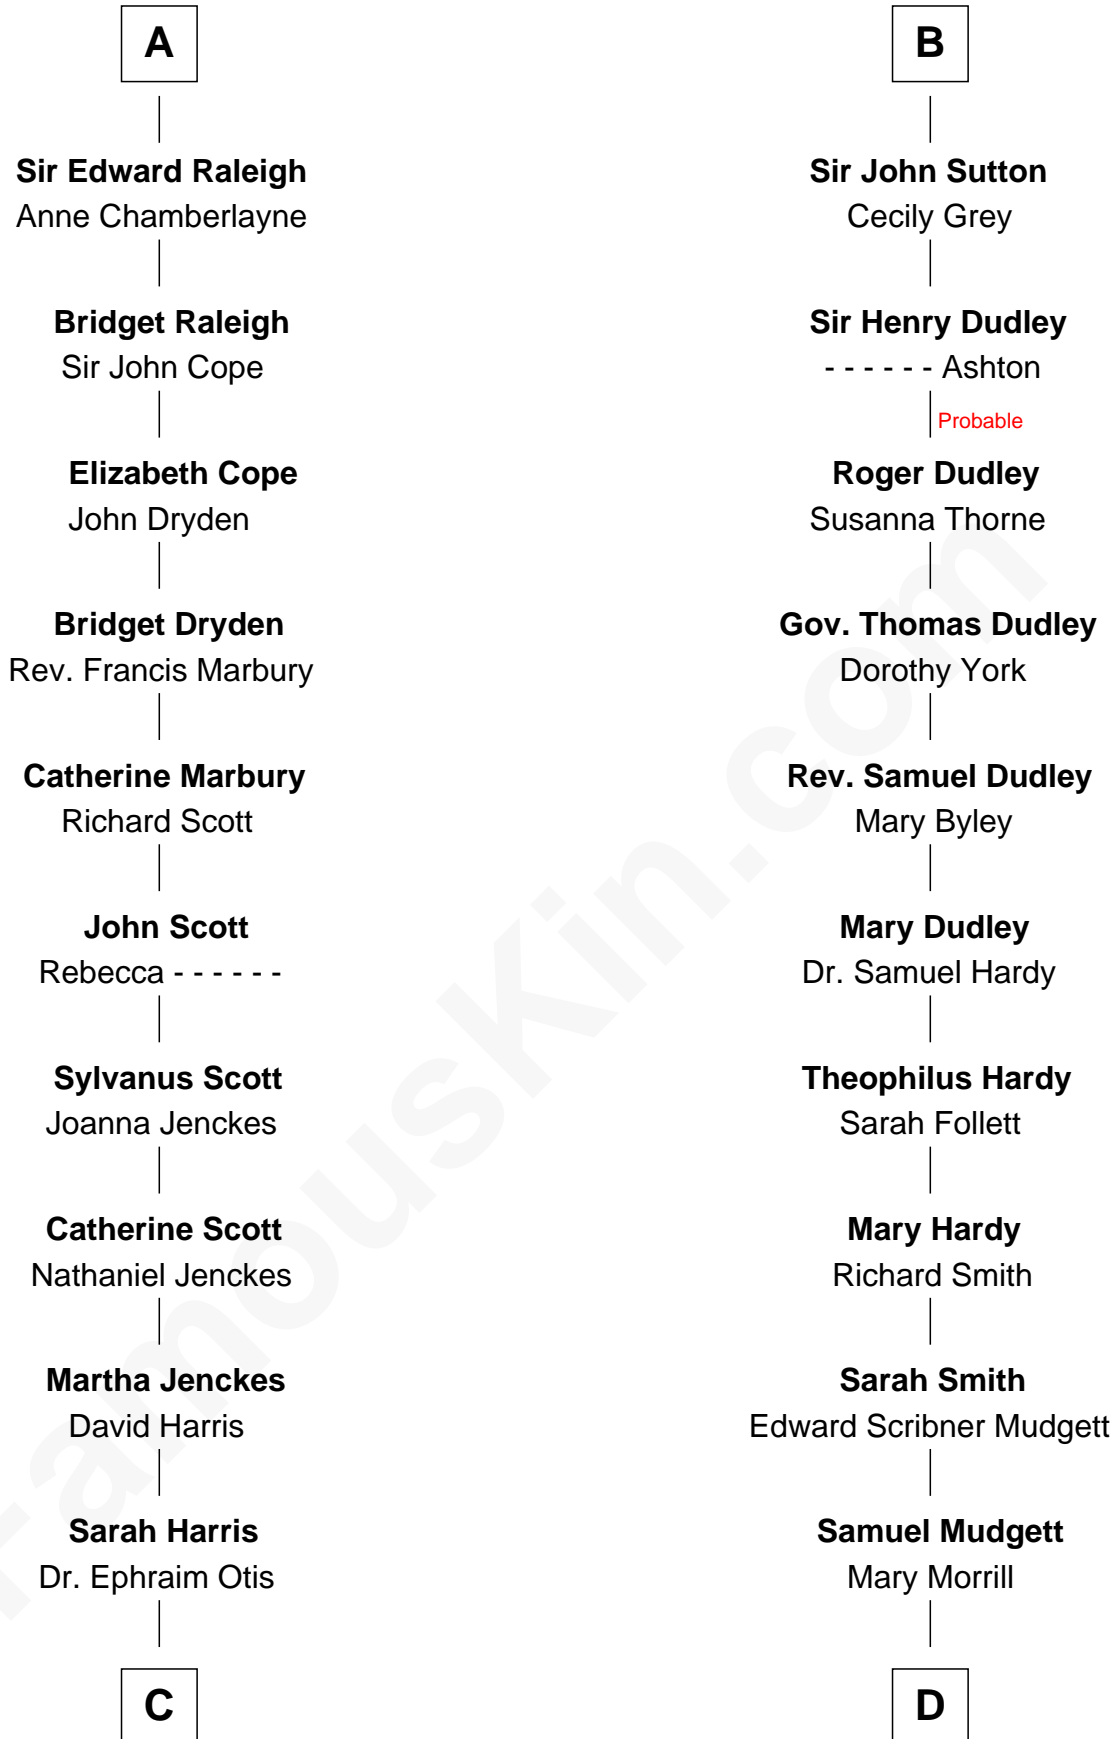 A
Sir Edward Raleigh
Anne Chamberlayne
Bridget Raleigh
Sir John Cope
Elizabeth Cope
John Dryden
Bridget Dryden
Rev. Francis Marbury
Catherine Marbury
Richard Scott
John Scott
Rebecca - - - - - -
Sylvanus Scott
Joanna Jenckes
Catherine Scott
Nathaniel Jenckes
Martha Jenckes
David Harris
Sarah Harris
Dr. Ephraim Otis
C
B
Sir John Sutton
Cecily Grey
Sir Henry Dudley
- - - - - - Ashton
Probable
Roger Dudley
Susanna Thorne
Gov. Thomas Dudley
Dorothy York
Rev. Samuel Dudley
Mary Byley
Mary Dudley
Dr. Samuel Hardy
Theophilus Hardy
Sarah Follett
Mary Hardy
Richard Smith
Sarah Smith
Edward Scribner Mudgett
Samuel Mudgett
Mary Morrill
D
FamousKin.com